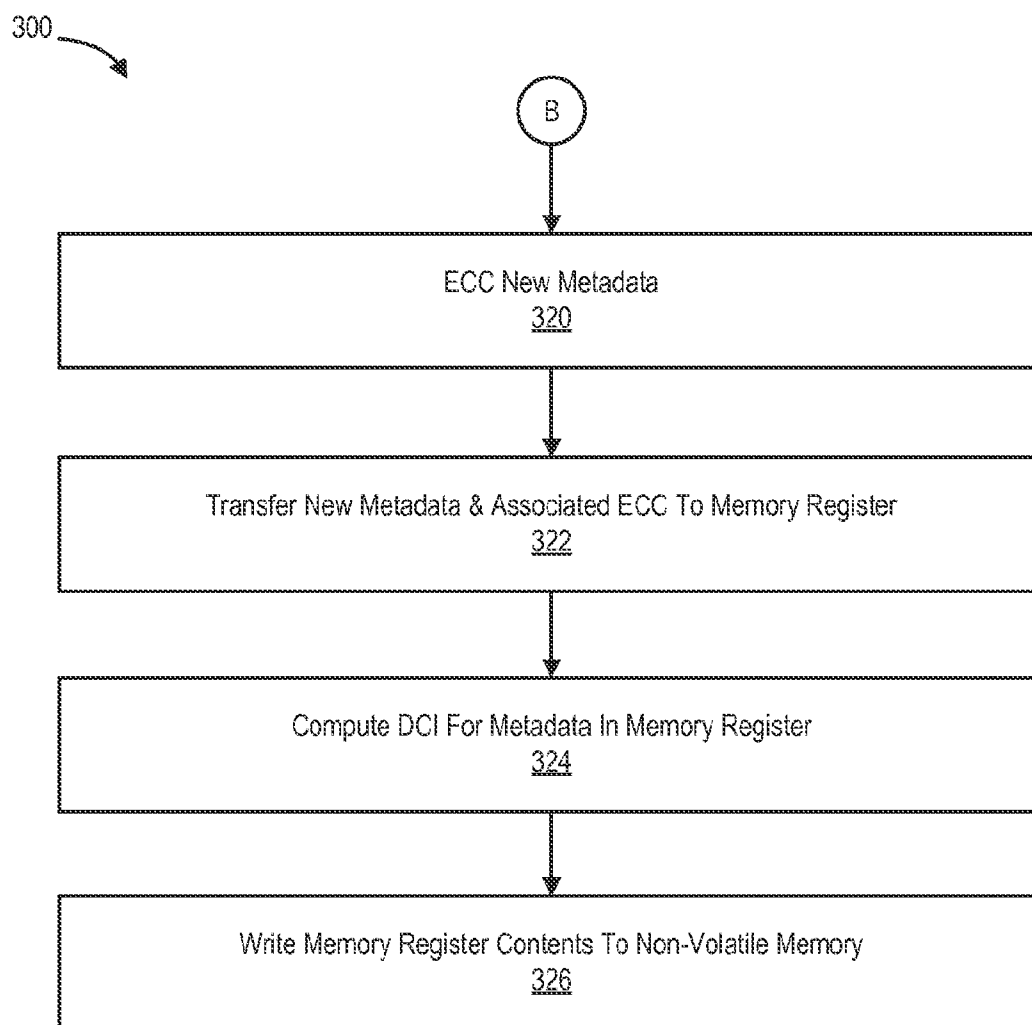 300
B
ECC New Metadata
320
Transfer New Metadata & Associated ECC To Memory Register
322
Compute DCI For Metadata In Memory Register
324
Write Memory Register Contents To Non-Volatile Memory
326